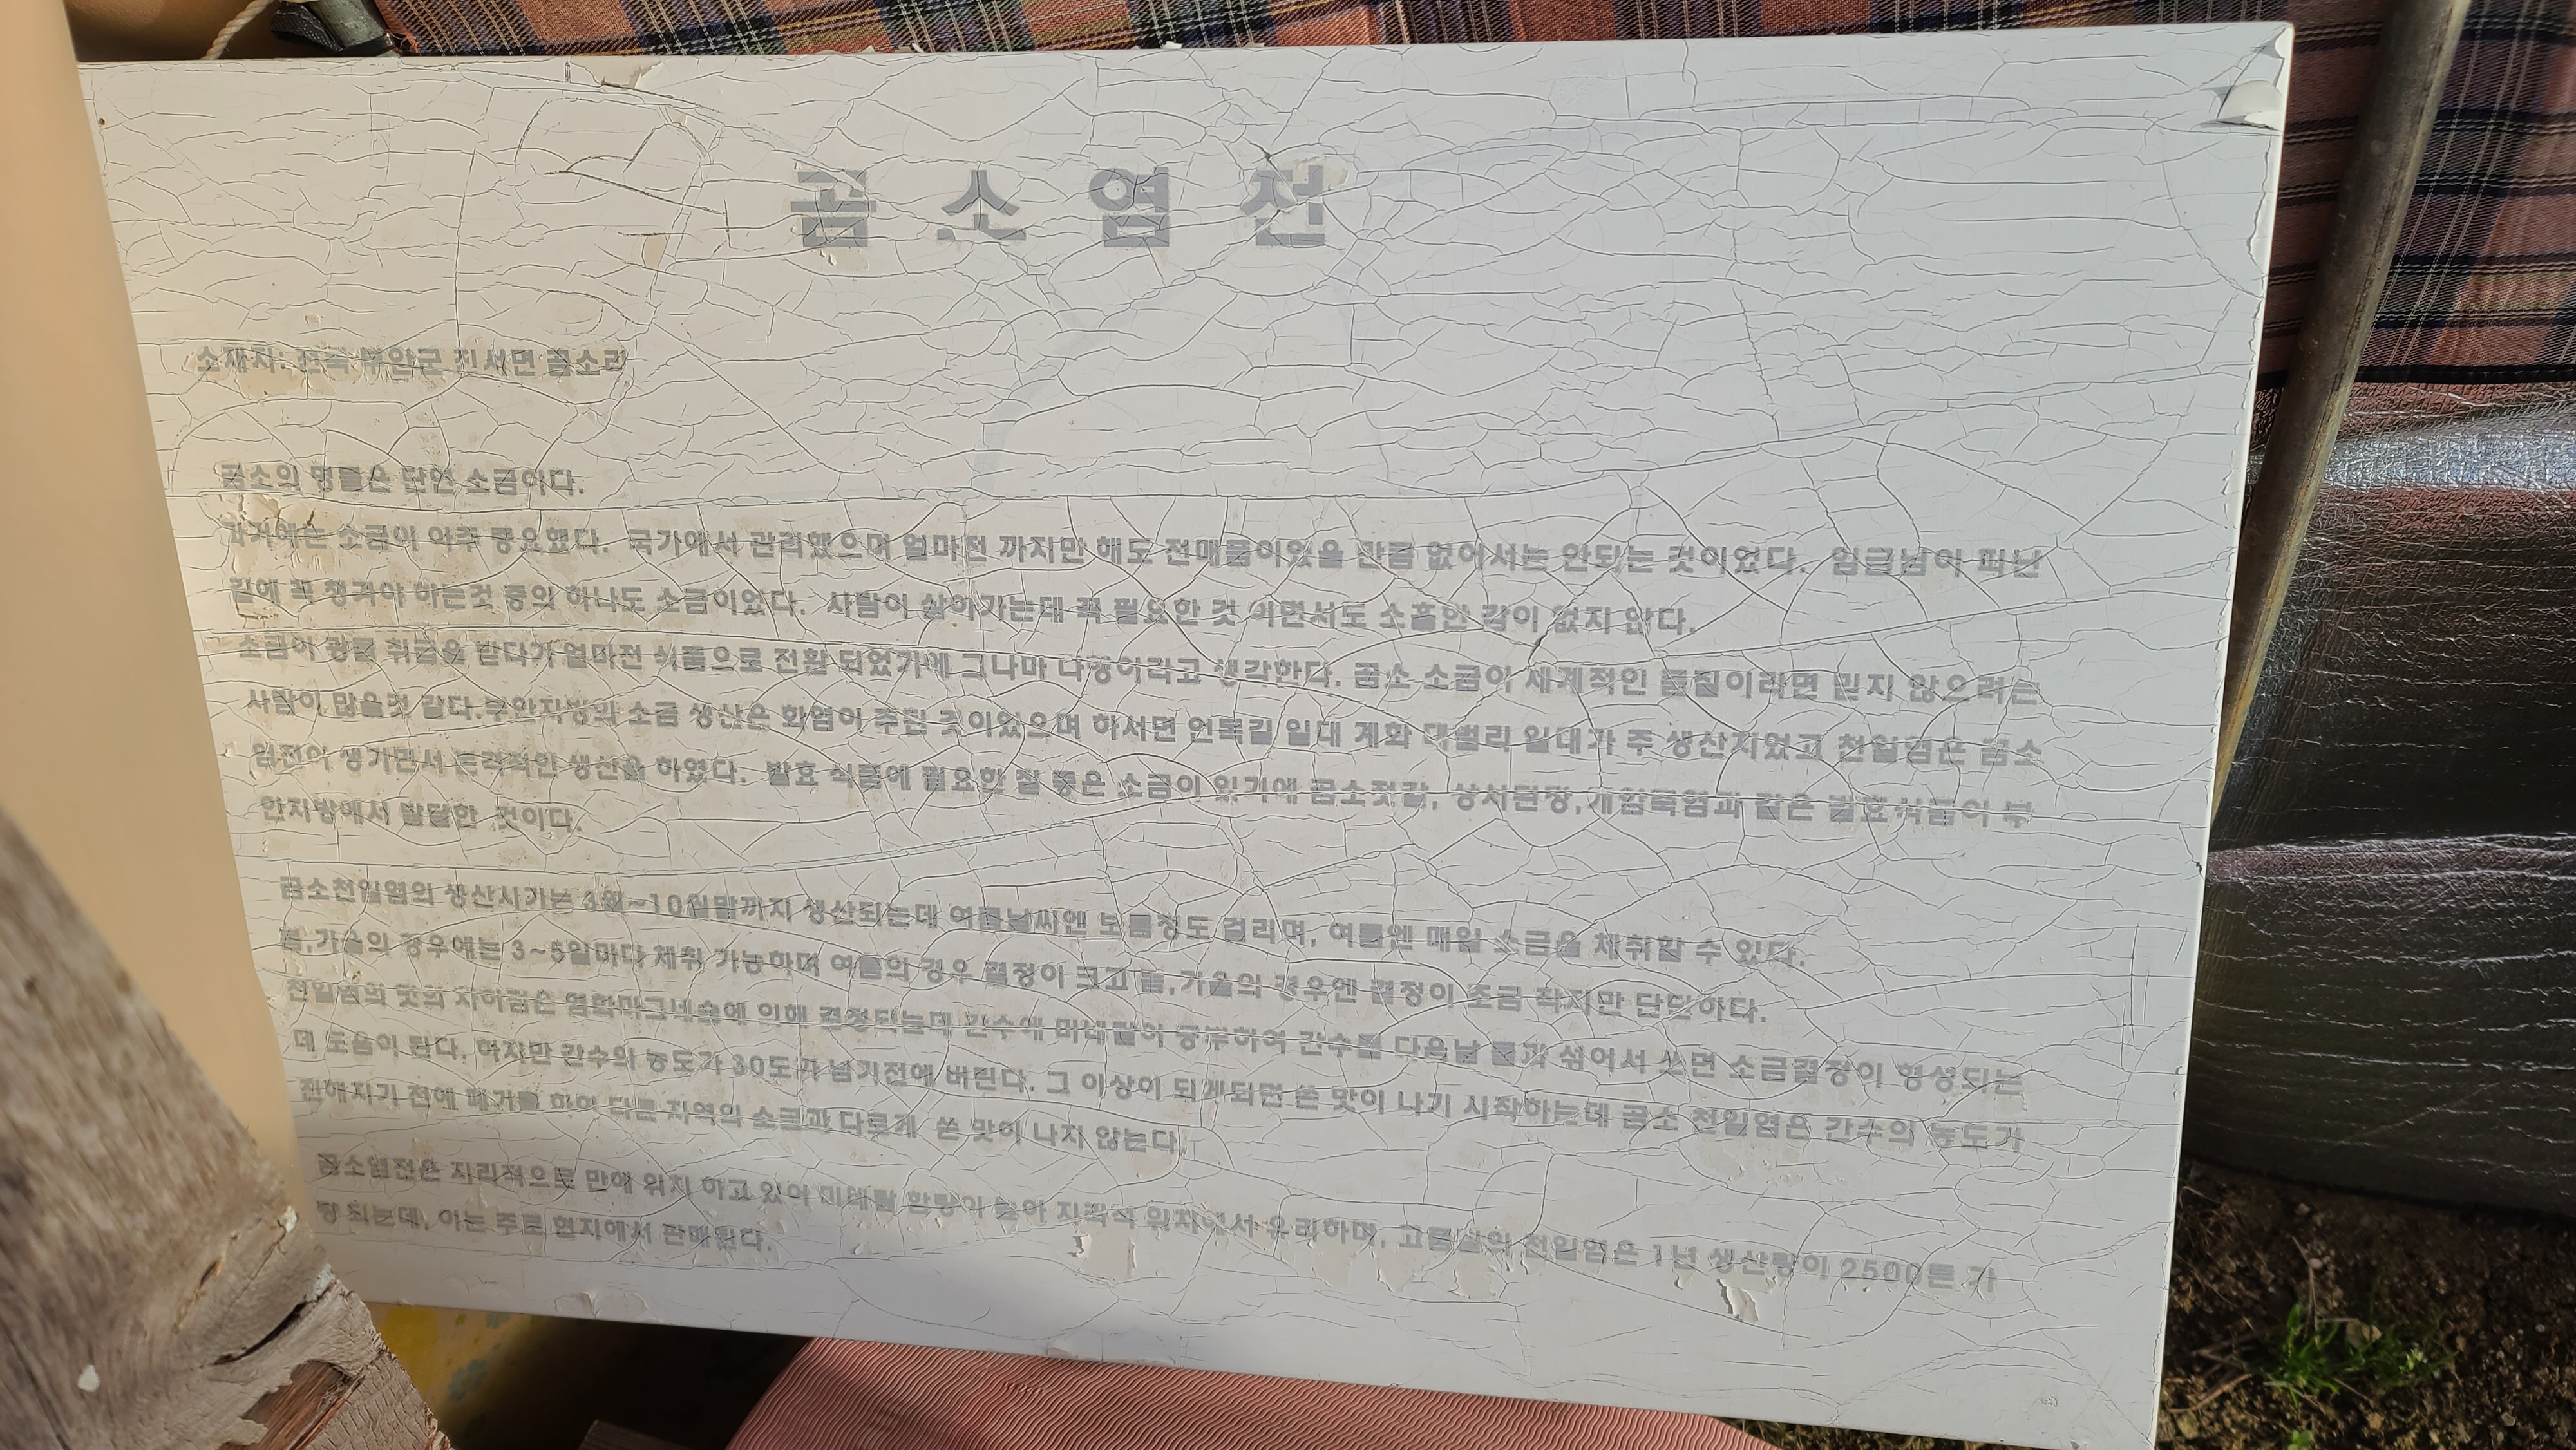 곰소염전
소재지: 전북 부안군 진서면 곰소리
곰소의 명물은 단연 소금이다.
과거에는 소금이 아주 중요했다. 국가에서 관리했으며 얼마전 까지만 해도 전매품이었을 만큼 없어서는 안되는 것이었다. 임금님이 피난
길에 꼭 챙겨야 하는것 중의 하나도 소금이었다. 사람이 살아가는데 꼭 필요한 것 이면서도 소홀한 감이 없지 않다.
소금이 광물 취급을 받다가 얼마전 식품으로 전환 되었기에 그나마 다행이라고 생각한다. 곰소 소금이 세계적인 품질이라면 믿지 않으려는
사람이 많을것 같다.부안지방의 소금 생산은 화염이 주된 것이었으며 하서면 언독길 일대 계화 대벌리 일대가 주 생산지였고 천일염은 곰소
염전이 생기면서 본격적인 생산을 하였다. 발효 식품에 필요한 질 좋은 소금이 있기에 곰소젓갈, 상서된장,개암죽염과 같은 발효식품이 부
안지방에서 발달한 것이다.
곰소천일염의 생산시기는 3월~10월말까지 생산되는데 여름날씨엔 보름정도 걸리며, 여름엔 매일 소금을 채취할 수 있다.
봄,가을의 경우에는 3~5일마다 채취 가능하며 여름의 경우 결정이 크고 봄,가을의 경우엔 결정이 조금 작지만 단단하다.
천일염의 맛의 차이점은 염화마그네슘에 의해 결정되는데 간수에 미네랄이 풍부하여 간수를 다음날 물과 섞어서 쓰면 소금결정이 형성되는
데 도움이 된다. 하지만 간수의 농도가 30도가 넘기전에 버린다. 그 이상이 되게되면 쓴 맛이 나기 시작하는데 곰소 천일염은 간수의 농도가
진해지기 전에 폐기를 하여 다른 지역의 소금과 다르게 쓴 맛이 나지 않는다.
곰소염전은 지리적으로 만에 위치 하고 있어 미네랄 함량이 높아 지리적 위치에서 유리하며, 고품질의 천일염은 1년 생산량이 2500톤 가
량 되는데, 이는 주로 현지에서 판매된다.